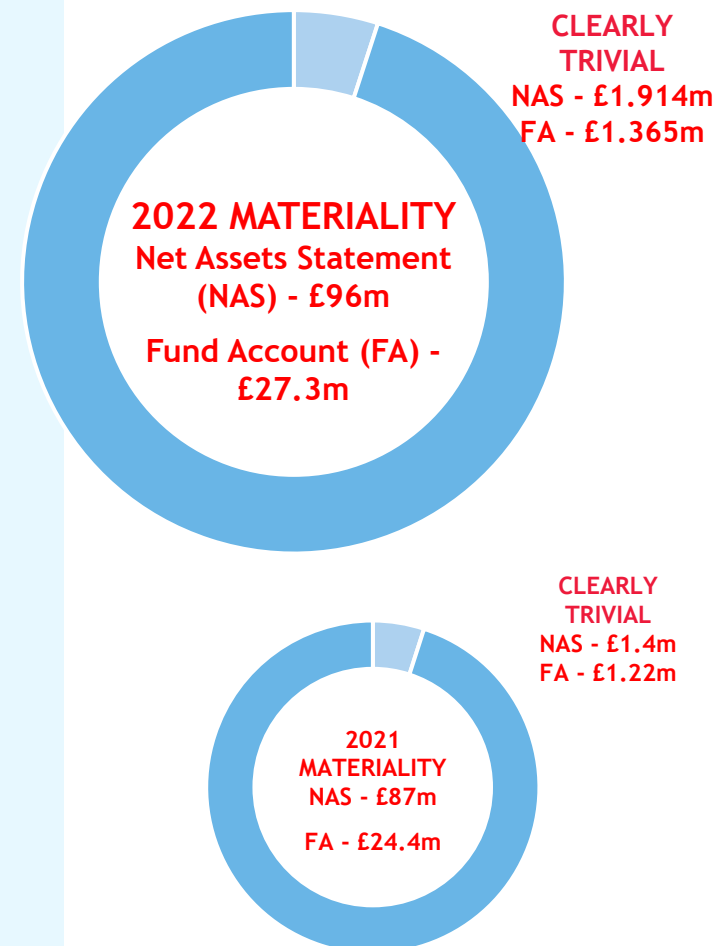 CLEARLY
TRIVIAL
NAS - £1.914m
FA - £1.365m
2022 MATERIALITY
Net Assets Statement
(NAS) - £96m
Fund Account (FA) -
£27.3m
CLEARLY
TRIVIAL
NAS - £1.4m
FA - £1.22m
2021
MATERIALITY
NAS - £87m
FA - £24.4m